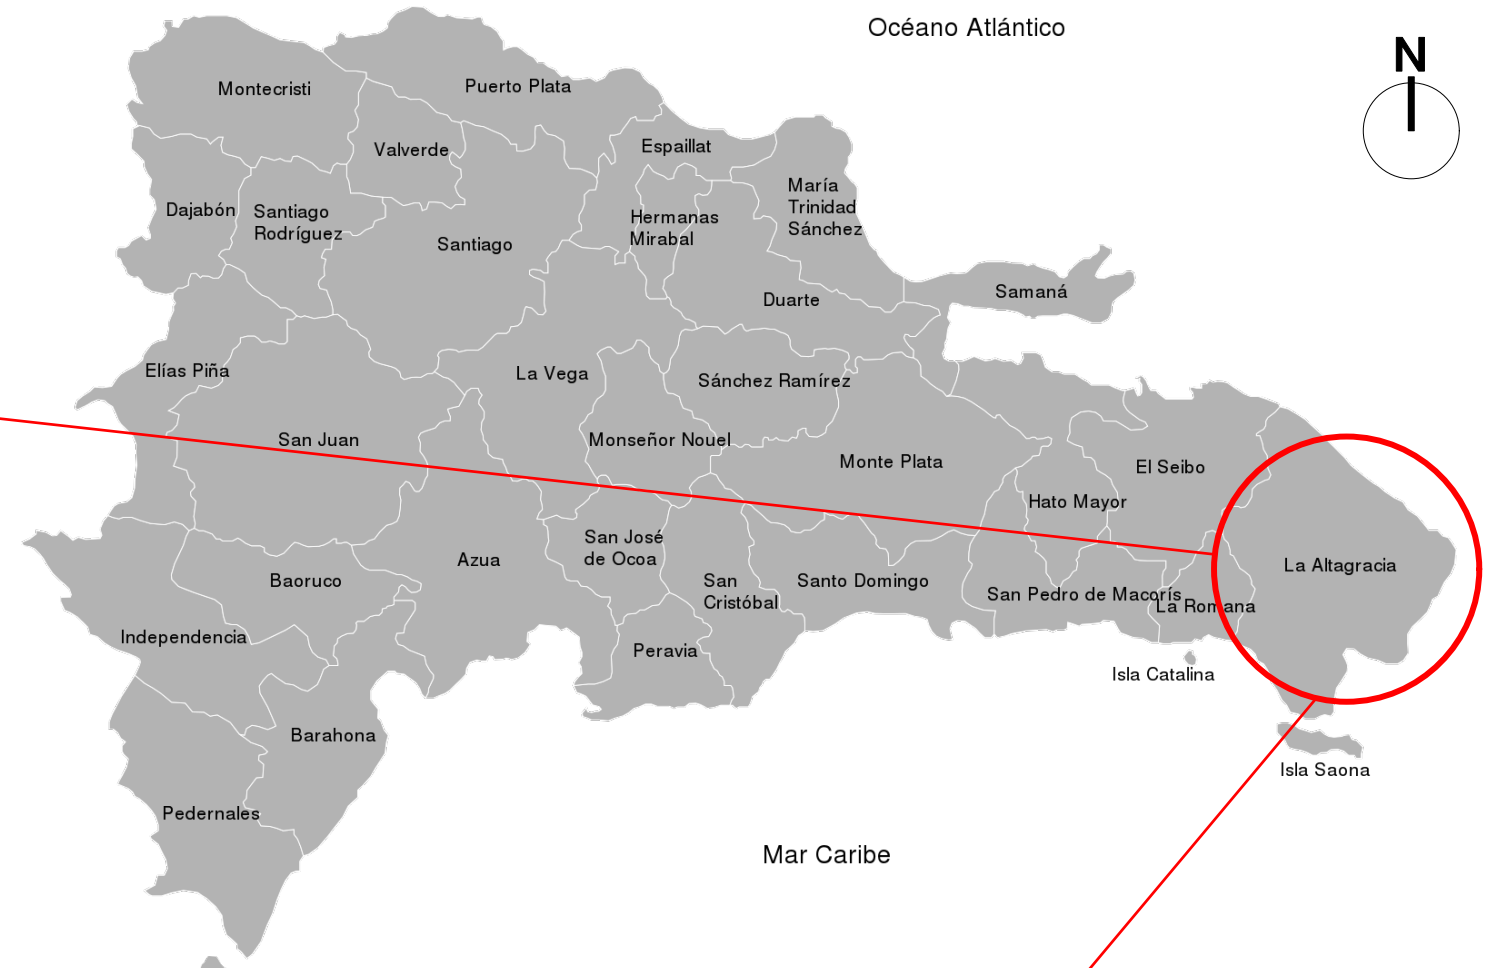 Océano Atlántico
N
Montecristi
Puerto Plata
Valverde
Espaillat
María
Trinidad
Sánchez
Dajabón
Santiago
Rodríguez
Hermanas
Mirabal
Santiago
Samaná
Duarte
Elías Piña
La Vega
Sánchez Ramírez
San Juan
Monseñor Nouel
Monte Plata
El Seibo
Hato Mayor
San José
de Ocoa
Azua
La Altagracia
Baoruco
San
Cristóbal
Santo Domingo
San Pedro de Macorís
La Romana
Independencia
Peravia
Isla Catalina
Barahona
Isla Saona
Pedernales
Mar Caribe